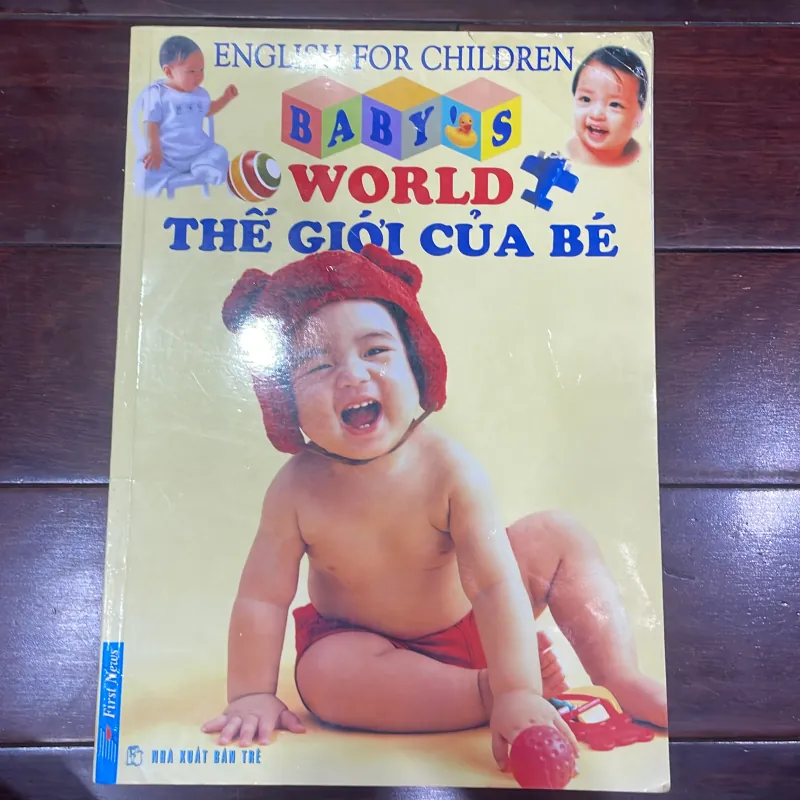 ENGLISH FOR CHILDREN
BABY'S
WORLD
THẾ GIỚI CỦA BÉ
First News
NHÀ XUẤT BẢN TRẺ